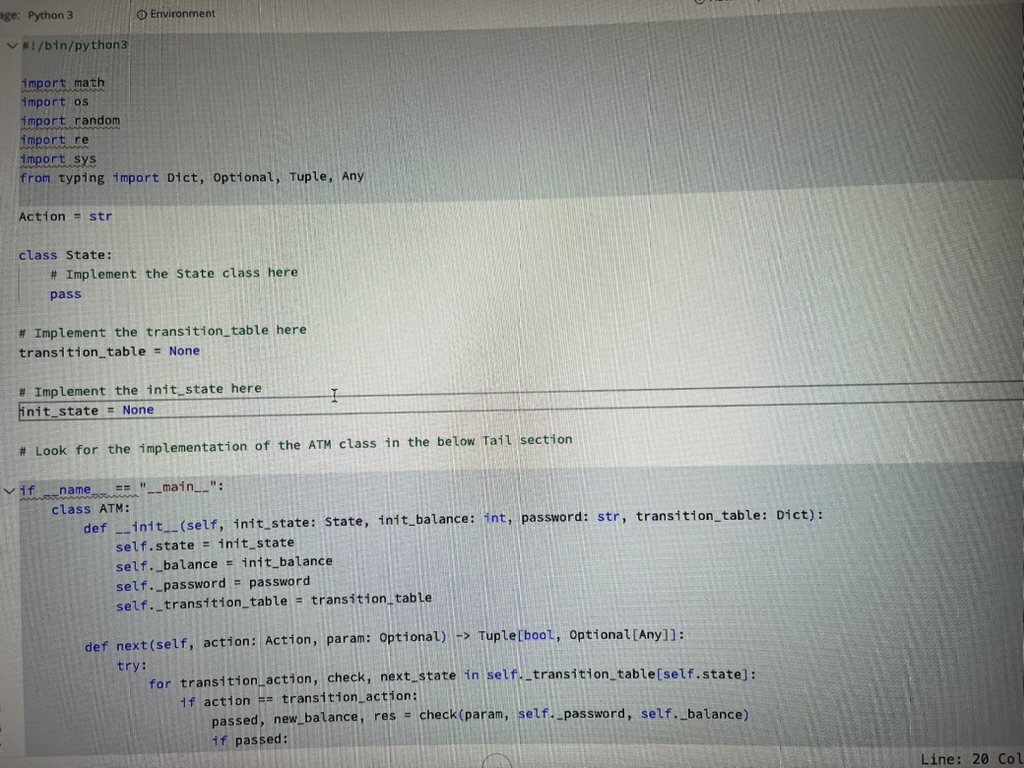 Python 3 Environment
#!/bin/python3
import math
import os
import random
import re
import sys
from typing import Dict, Optional, Tuple, Any
Action = str
class State:
# Implement the State class here
pass
# Implement the transition_table here
transition_table = None
# Implement the init_state here
init_state = None
# Look for the implementation of the ATM class in the below Tail section
if __name__ == "__main__":
class ATM:
def __init__(self, init_state: State, init_balance: int, password: str, transition_table: Dict):
self.state = init_state
self._balance = init_balance
self._password = password
self._transition_table = transition_table
def next(self, action: Action, param: Optional) -> Tuple[bool, Optional[Any]]:
try:
for transition_action, check, next_state in self._transition_table[self.state]:
if action == transition_action:
passed, new_balance, res = check(param, self._password, self._balance)
if passed:
Line: 20 Col